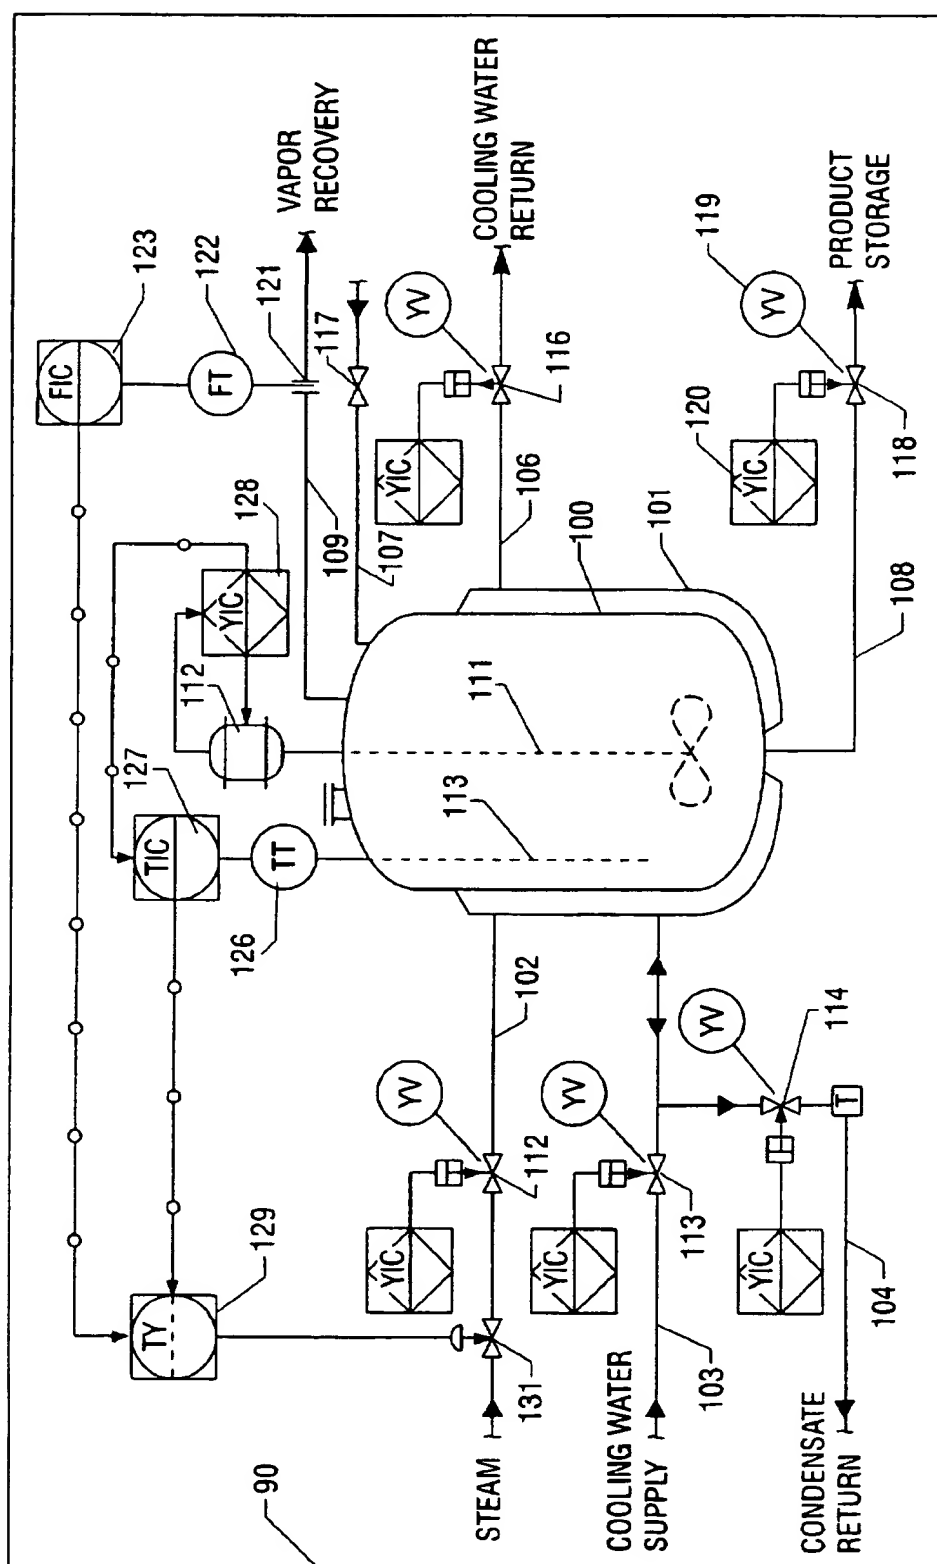 90
TY
129
TIC
127
TT
126
112
YIC
128
FIC
123
FT
122
121
VAPOR
RECOVERY
109
117
107
YV
116
YIC
COOLING WATER
RETURN
106
100
101
111
113
STEAM
131
YIC
YV
112
102
COOLING WATER
SUPPLY
103
YIC
YV
113
YIC
YV
114
T
104
CONDENSATE
RETURN
108
YIC
120
YV
119
118
PRODUCT
STORAGE